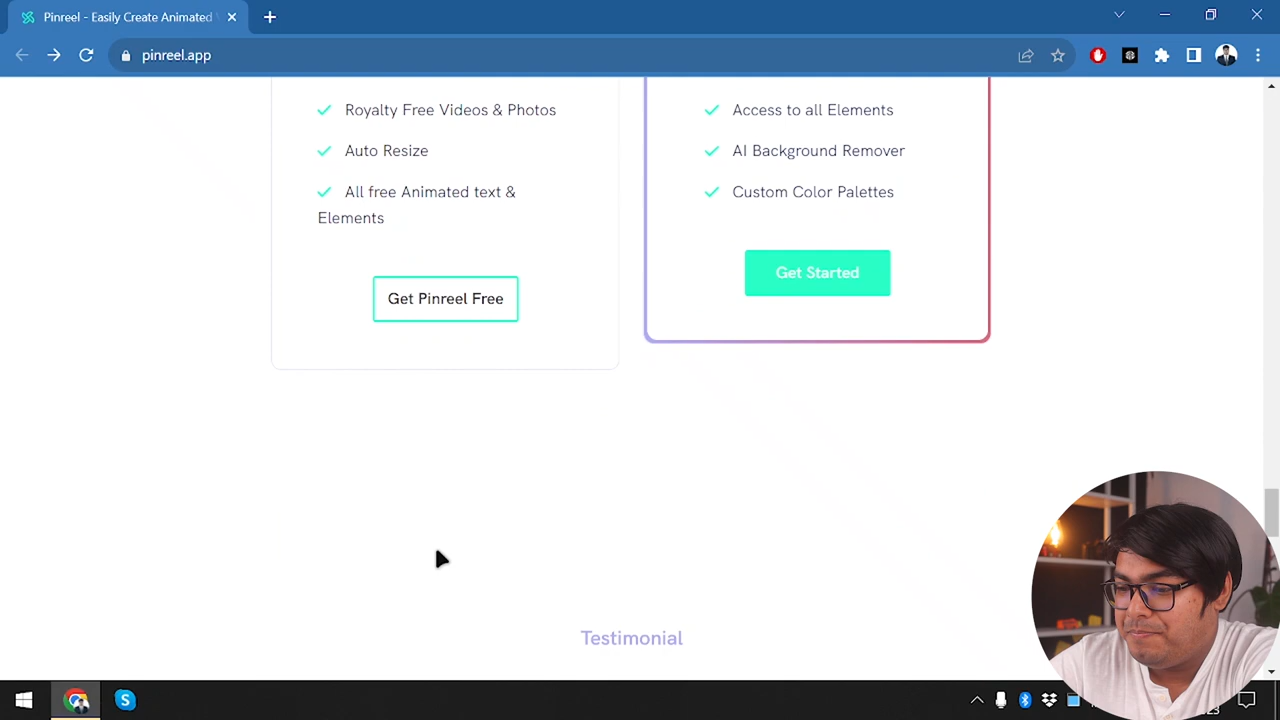 Pinreel - Easily Create Animated
pinreel.app
Royalty Free Videos & Photos
Auto Resize
All free Animated text &
Elements
Get Pinreel Free
Access to all Elements
AI Background Remover
Custom Color Palettes
Get Started
Testimonial